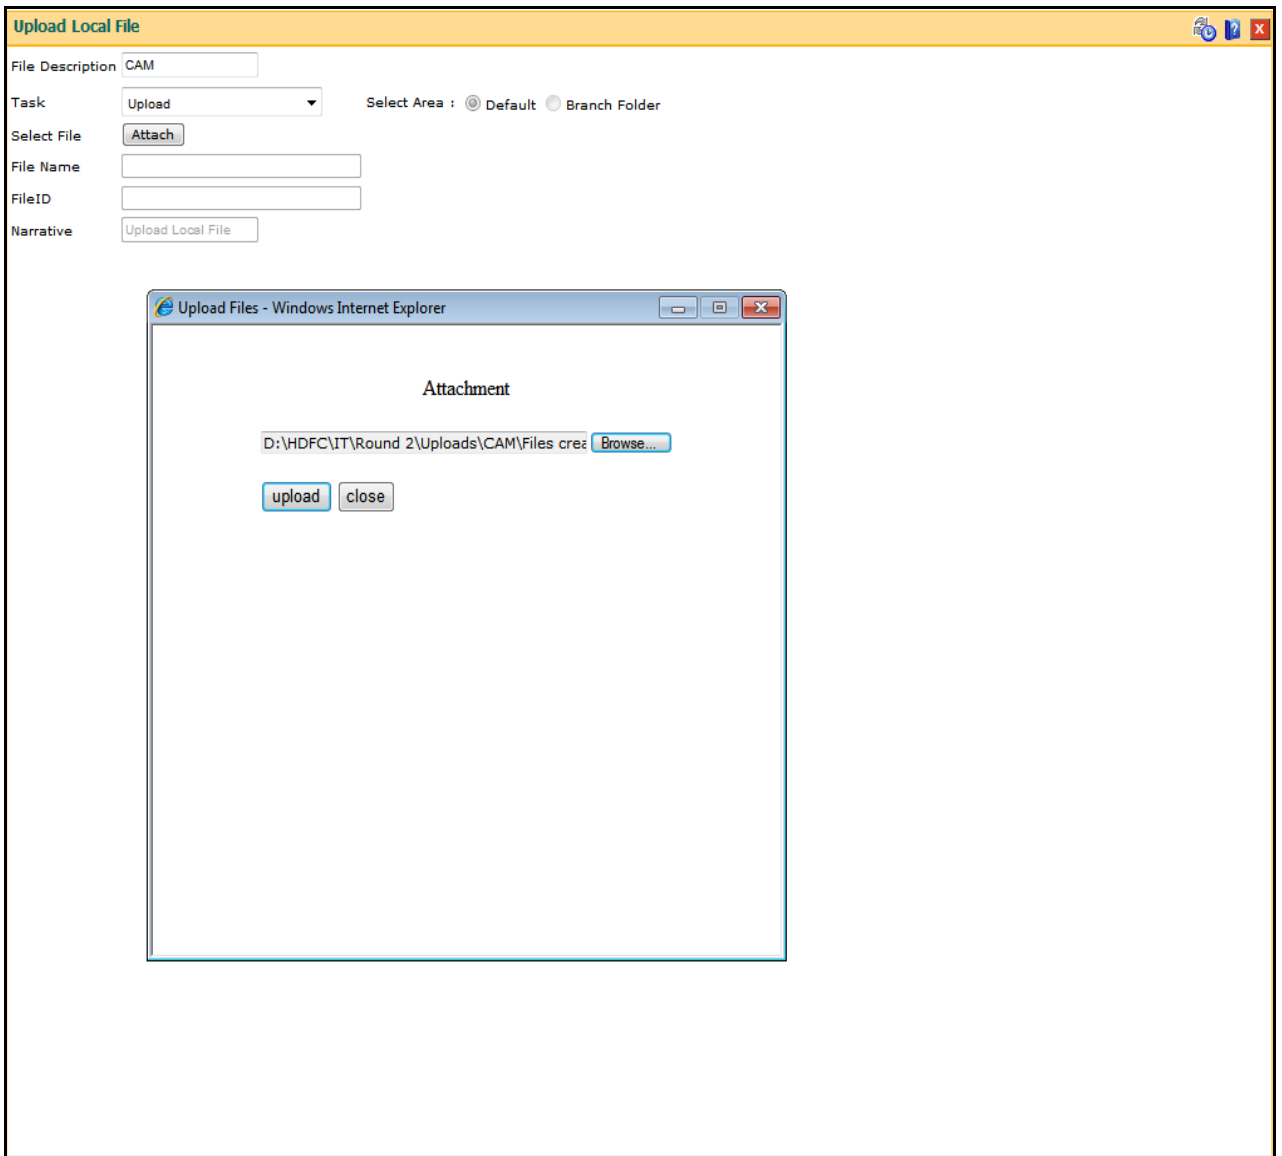 Upload Local File
File Description CAM
Task Upload Select Area : Default Branch Folder
Select File Attach
File Name
FileID
Narrative Upload Local File
Upload Files - Windows Internet Explorer
Attachment
D:\HDFC\IT\Round 2\Uploads\CAM\Files crea Browse...
upload close